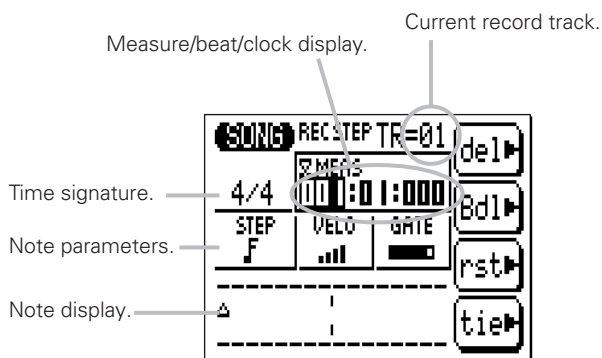 Current record track.
Measure/beat/clock display.
SONG REC STEP TR=01
del
MEAS
Time signature.
4/4
001:01:000
Bdl
STEP VELO GATE
Note parameters.
rst
Note display.
tie